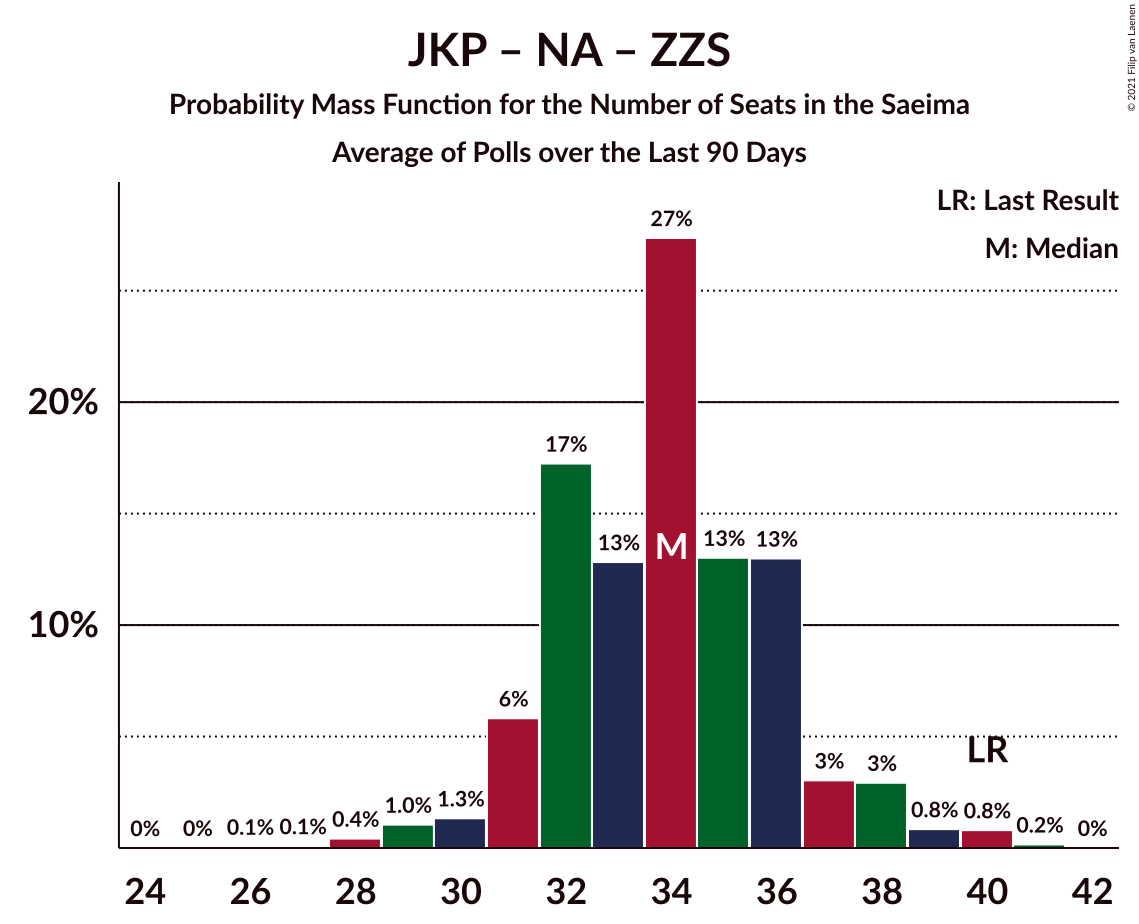 JKP – NA – ZZS
Probability Mass Function for the Number of Seats in the Saeima
Average of Polls over the Last 90 Days
© 2021 Filip van Laenen
LR: Last Result
M: Median
20%
10%
0%
0%
0.1%
0.1%
0.4%
1.0%
1.3%
6%
17%
13%
27%
M
13%
13%
3%
3%
0.8%
LR
0.8%
0.2%
0%
24 26 28 30 32 34 36 38 40 42